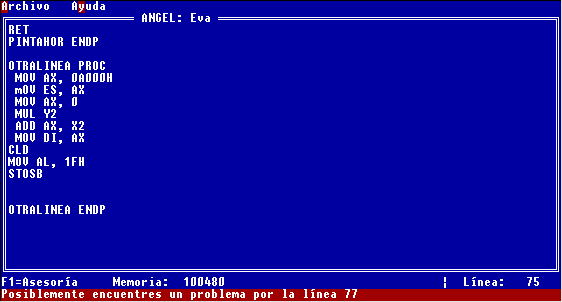 Archivo Ayuda
ANGEL: Eva
RET
PINTAHOR ENDP
OTRALINEA PROC
MOV AX, 0A000H
mOV ES, AX
MOV AX, 0
MUL Y2
ADD AX, X2
MOV DI, AX
CLD
MOV AL, 1FH
STOSB
OTRALINEA ENDP
F1=Asesoría Memoria: 100480 ¦ Línea: 75
Posiblemente encuentres un problema por la línea 77